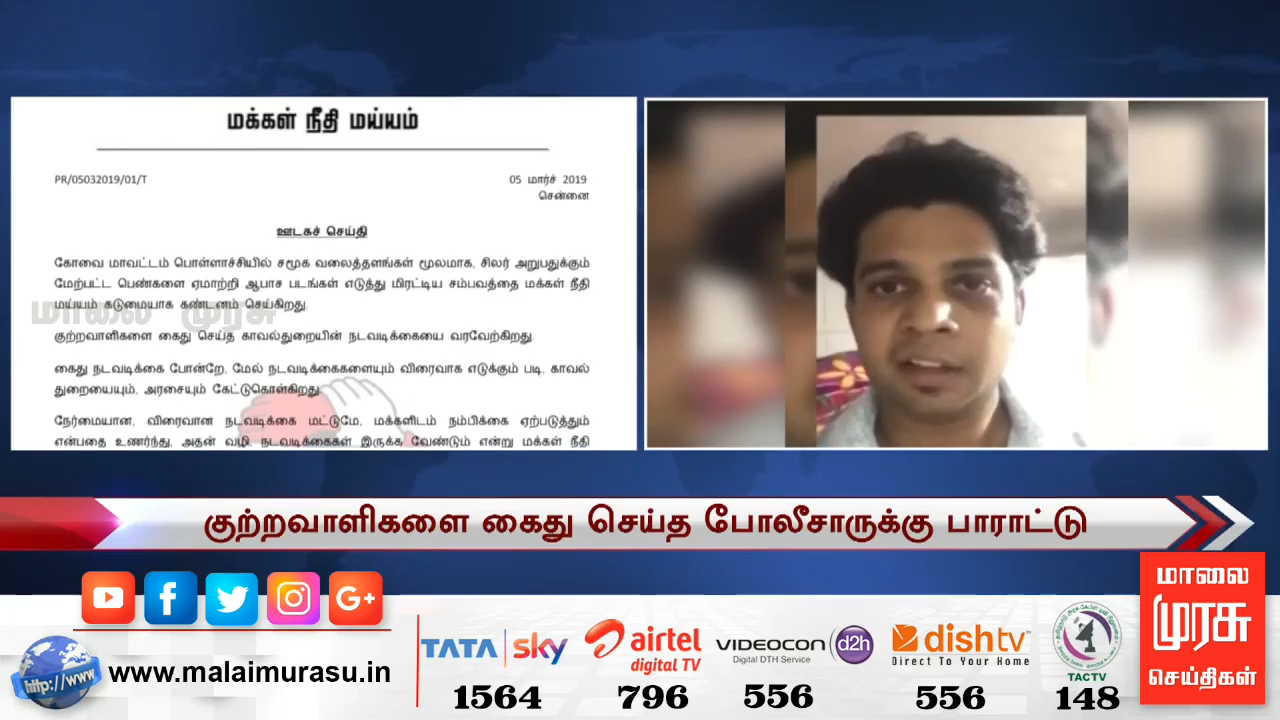 மக்கள் நீதி மய்யம்
PR/05032019/01/T
05 மார்ச் 2019
சென்னை
ஊடகச் செய்தி
கோவை மாவட்டம் பொள்ளாச்சியில் சமூக வலைத்தளங்கள் மூலமாக, சிலர் அறுபதுக்கும்
மேற்பட்ட பெண்களை ஏமாற்றி ஆபாச படங்கள் எடுத்து மிரட்டிய சம்பவத்தை மக்கள் நீதி
மய்யம் கடுமையாக கண்டனம் செய்கிறது.
மாலை முரசு
குற்றவாளிகளை கைது செய்த காவல்துறையின் நடவடிக்கையை வரவேற்கிறது.
கைது நடவடிக்கை போன்றே, மேல் நடவடிக்கைகளையும் விரைவாக எடுக்கும் படி, காவல்
துறையையும், அரசையும் கேட்டுகொள்கிறது.
நேர்மையான, விரைவான நடவடிக்கை மட்டுமே, மக்களிடம் நம்பிக்கை ஏற்படுத்தும்
என்பதை உணர்ந்து, அதன் வழி, நடவடிக்கைகள் இருக்க வேண்டும் என்று மக்கள் நீதி
குற்றவாளிகளை கைது செய்த போலீசாருக்கு பாராட்டு
http://www
www.malaimurasu.in
TATA sky
1564
airtel
digital TV
796
VIDEOCON d2h
Digital DTH Service
556
dishtv
Direct To Your Home
556
TACTV
148
மாலை
முரசு
செய்திகள்